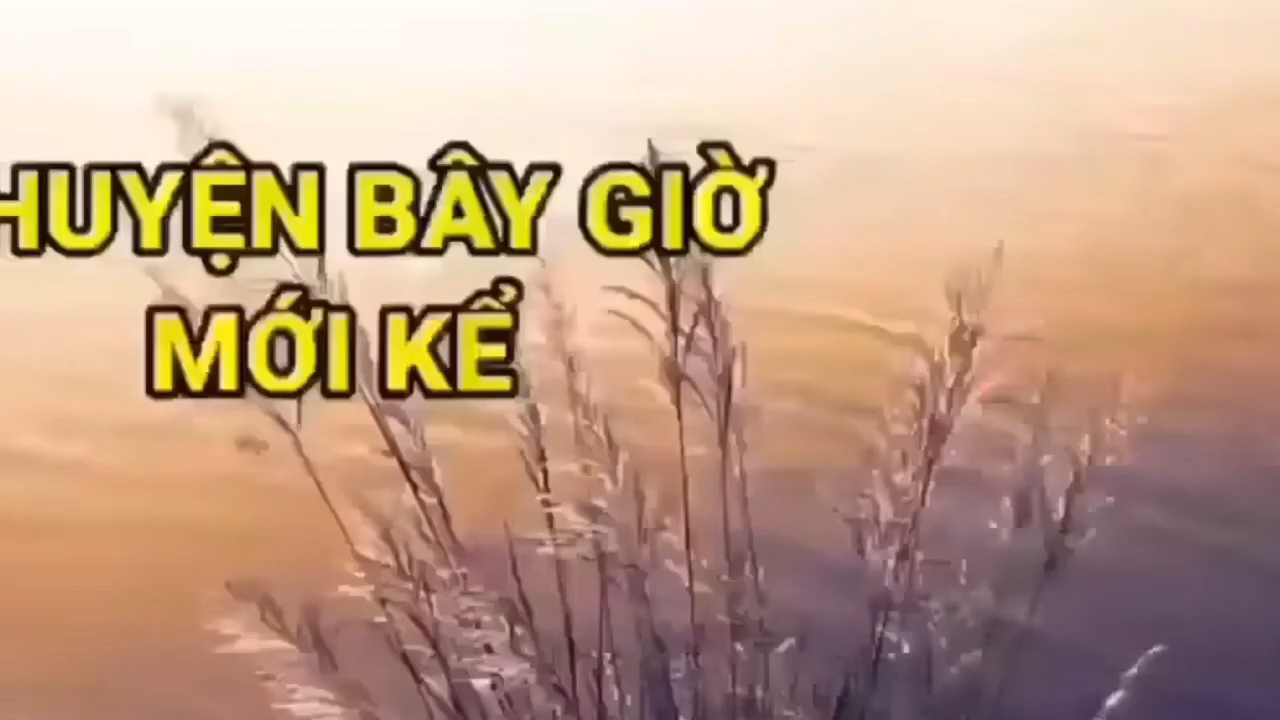 HUYỆN BÂY GIỜ
MỚI KỂ